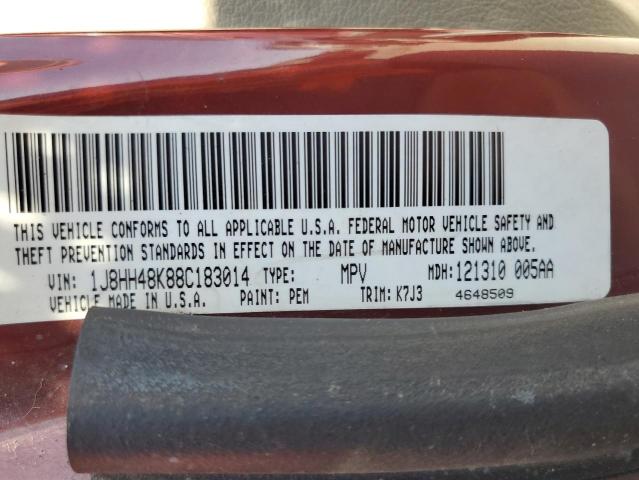 THIS VEHICLE CONFORMS TO ALL APPLICABLE U.S.A. FEDERAL MOTOR VEHICLE SAFETY AND
THEFT PREVENTION STANDARDS IN EFFECT ON THE DATE OF MANUFACTURE SHOWN ABOVE.
VIN: 1J8HH48K88C183014 TYPE: MPV MDH:121310 005AA
VEHICLE MADE IN U.S.A. PAINT: PEM TRIM: K7J3 4648509